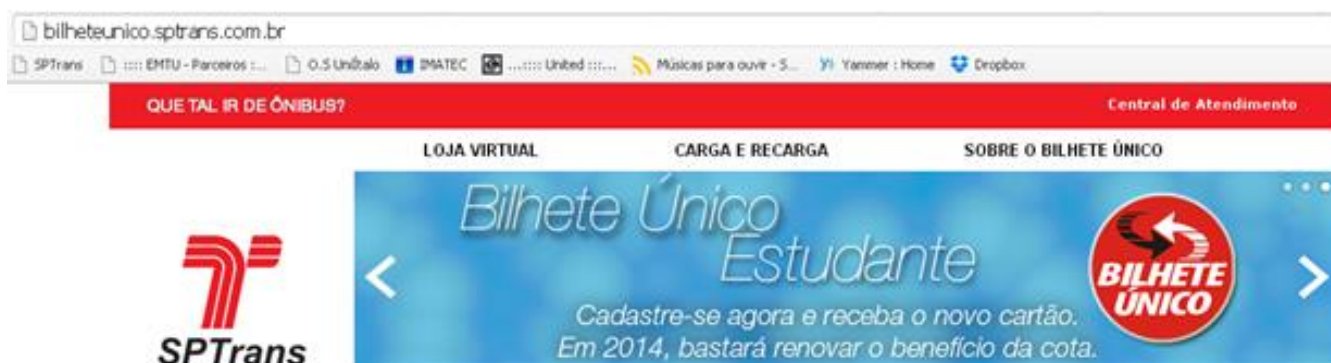 bilheteunico.sptrans.com.br
SPTrans ::::: EMTU - Parceiros :... O.S UniÍtalo IMATEC ...:::: United :::... Músicas para ouvir - S... Yammer : Home Dropbox
QUE TAL IR DE ÔNIBUS? Central de Atendimento
LOJA VIRTUAL CARGA E RECARGA SOBRE O BILHETE ÚNICO
Bilhete Único
Estudante
BILHETE
ÚNICO
Cadastre-se agora e receba o novo cartão.
Em 2014, bastará renovar o benefício da cota.
SPTrans